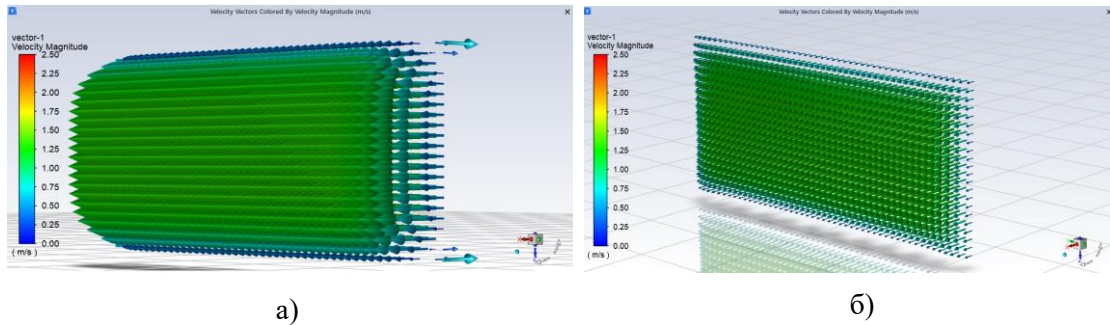 Velocity Vectors Colored By Velocity Magnitude (m/s)
vector-1
Velocity Magnitude
2.50
2.25
2.00
1.75
1.50
1.25
1.00
0.75
0.50
0.25
0.00
( m/s )
а)
Velocity Vectors Colored By Velocity Magnitude (m/s)
vector-1
Velocity Magnitude
2.50
2.25
2.00
1.75
1.50
1.25
1.00
0.75
0.50
0.25
0.00
( m/s )
б)